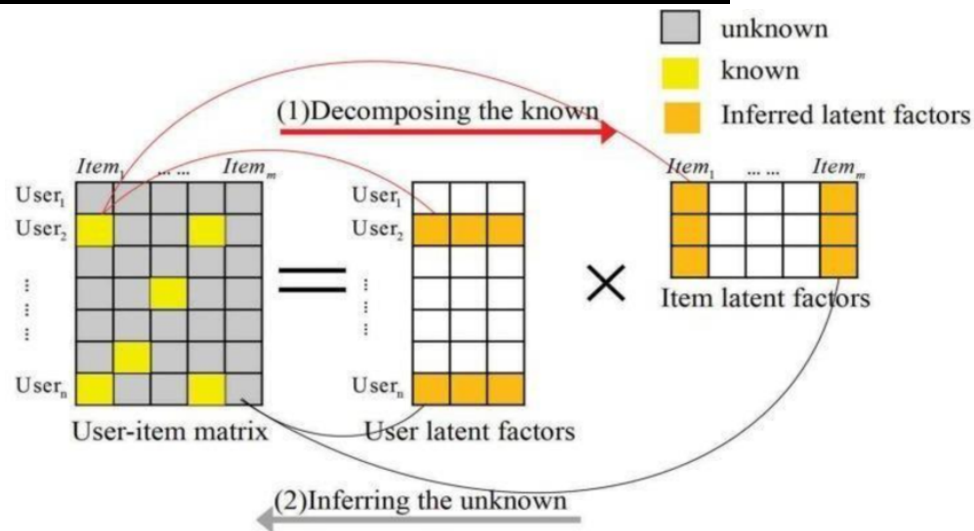 unknown
known
Inferred latent factors
(1)Decomposing the known
Item₁ ... ... Itemₘ
User₁
User₂
⋮
⋮
Userₙ
User-item matrix
User₁
User₂
⋮
⋮
Userₙ
User latent factors
Item₁ ... ... Itemₘ
Item latent factors
(2)Inferring the unknown